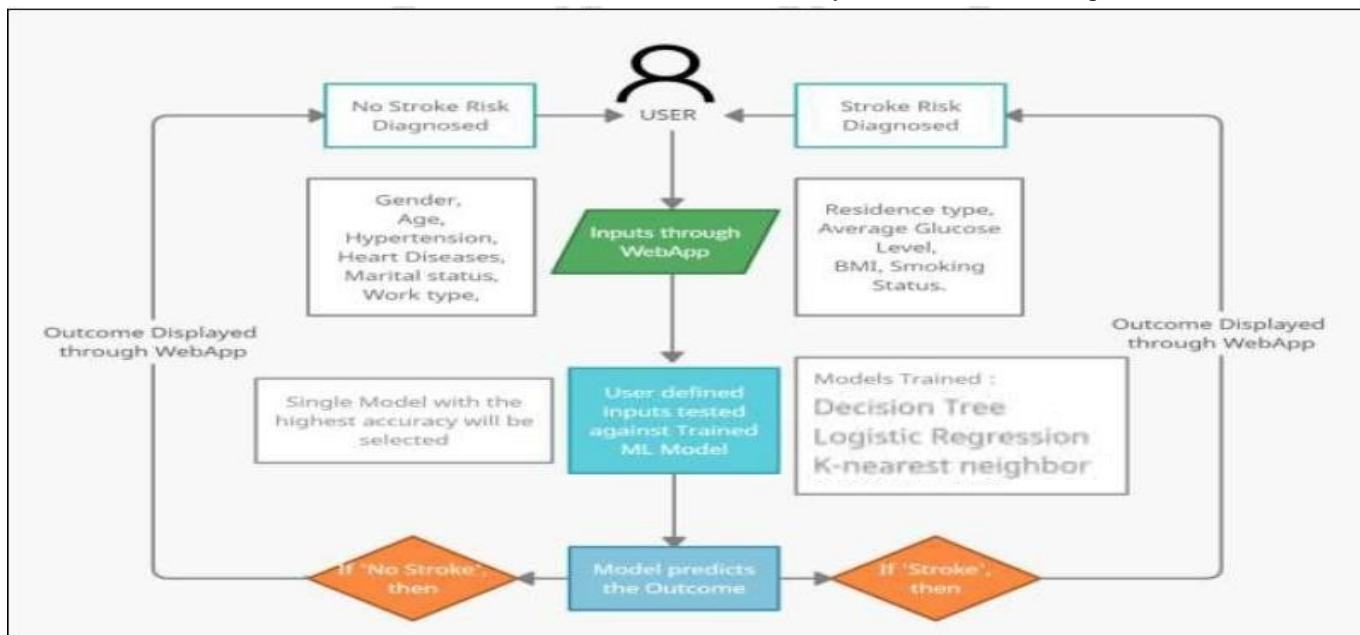 No Stroke Risk
Diagnosed
USER
Stroke Risk
Diagnosed
Gender,
Age,
Hypertension,
Heart Diseases,
Marital status,
Work type,
Inputs through
WebApp
Residence type,
Average Glucose
Level,
BMI, Smoking
Status.
Outcome Displayed
through WebApp
Outcome Displayed
through WebApp
Single Model with the
highest accuracy will be
selected
User defined
inputs tested
against Trained
ML Model
Models Trained :
Decision Tree
Logistic Regression
K-nearest neighbor
If 'No Stroke',
then
Model predicts
the Outcome
If 'Stroke',
then